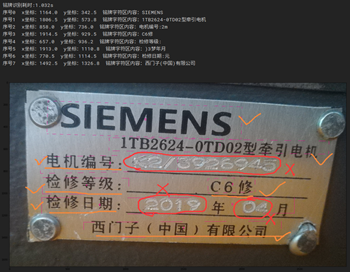 铭牌识别耗时:1.032s
序号0 x坐标: 1164.0 y坐标: 342.5 铭牌字符区内容: SIEMENS
序号1 x坐标: 1086.5 y坐标: 573.0 铭牌字符区内容: 1TB2624-0TD02型牵引电机
序号2 x坐标: 858.0 y坐标: 730.0 铭牌字符区内容: 电机编号:2m
序号3 x坐标: 1914.5 y坐标: 929.5 铭牌字符区内容: C6修
序号4 x坐标: 657.0 y坐标: 936.2 铭牌字符区内容: 检修等级:
序号5 x坐标: 1913.0 y坐标: 1110.0 铭牌字符区内容: )3梦年月
序号6 x坐标: 770.5 y坐标: 1114.5 铭牌字符区内容: 检修日期:元
序号7 x坐标: 1492.5 y坐标: 1326.0 铭牌字符区内容: 西门子(中国)有限公司
SIEMENS
1TB2624-0TD02型牵引电机
电机编号:
检修等级: C6修
检修日期: 2019 年 04 月
西门子(中国)有限公司